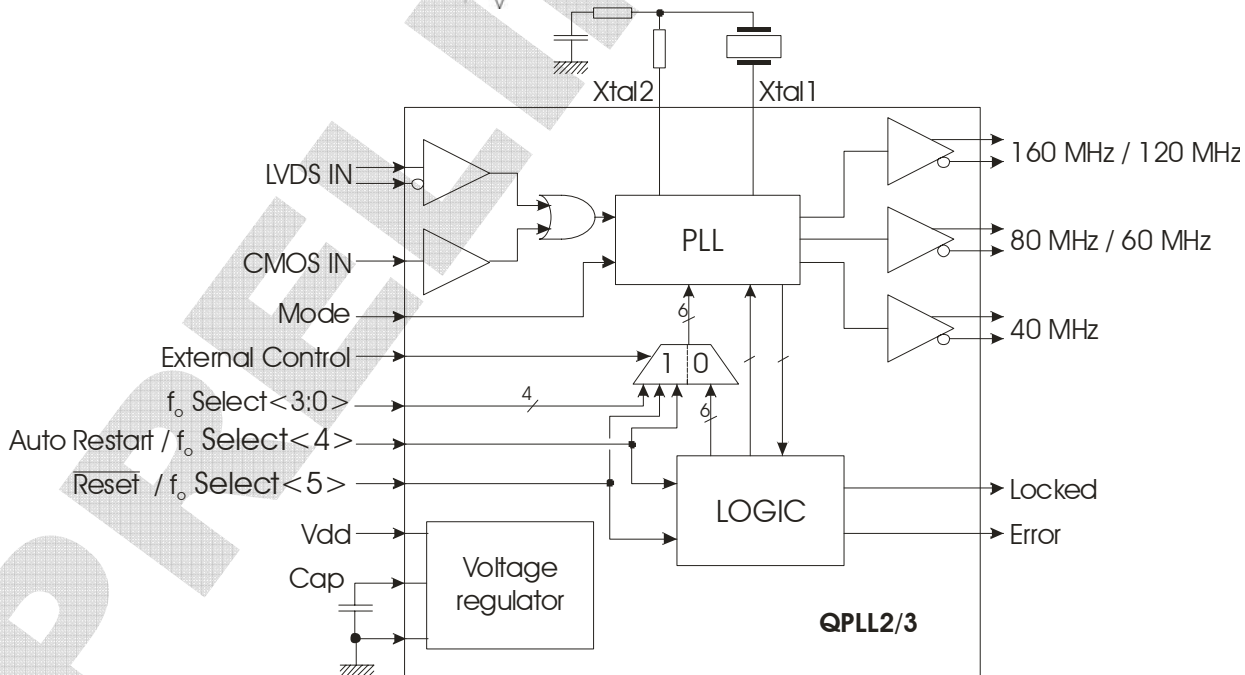 Xtal2
Xtal1
LVDS IN
160 MHz / 120 MHz
PLL
80 MHz / 60 MHz
CMOS IN
Mode
40 MHz
6
External Control
1 0
fo Select<3:0>
4
6
Auto Restart / fo Select<4>
Reset / fo Select<5>
LOGIC
Locked
Vdd
Error
Cap
Voltage
regulator
QPLL2/3